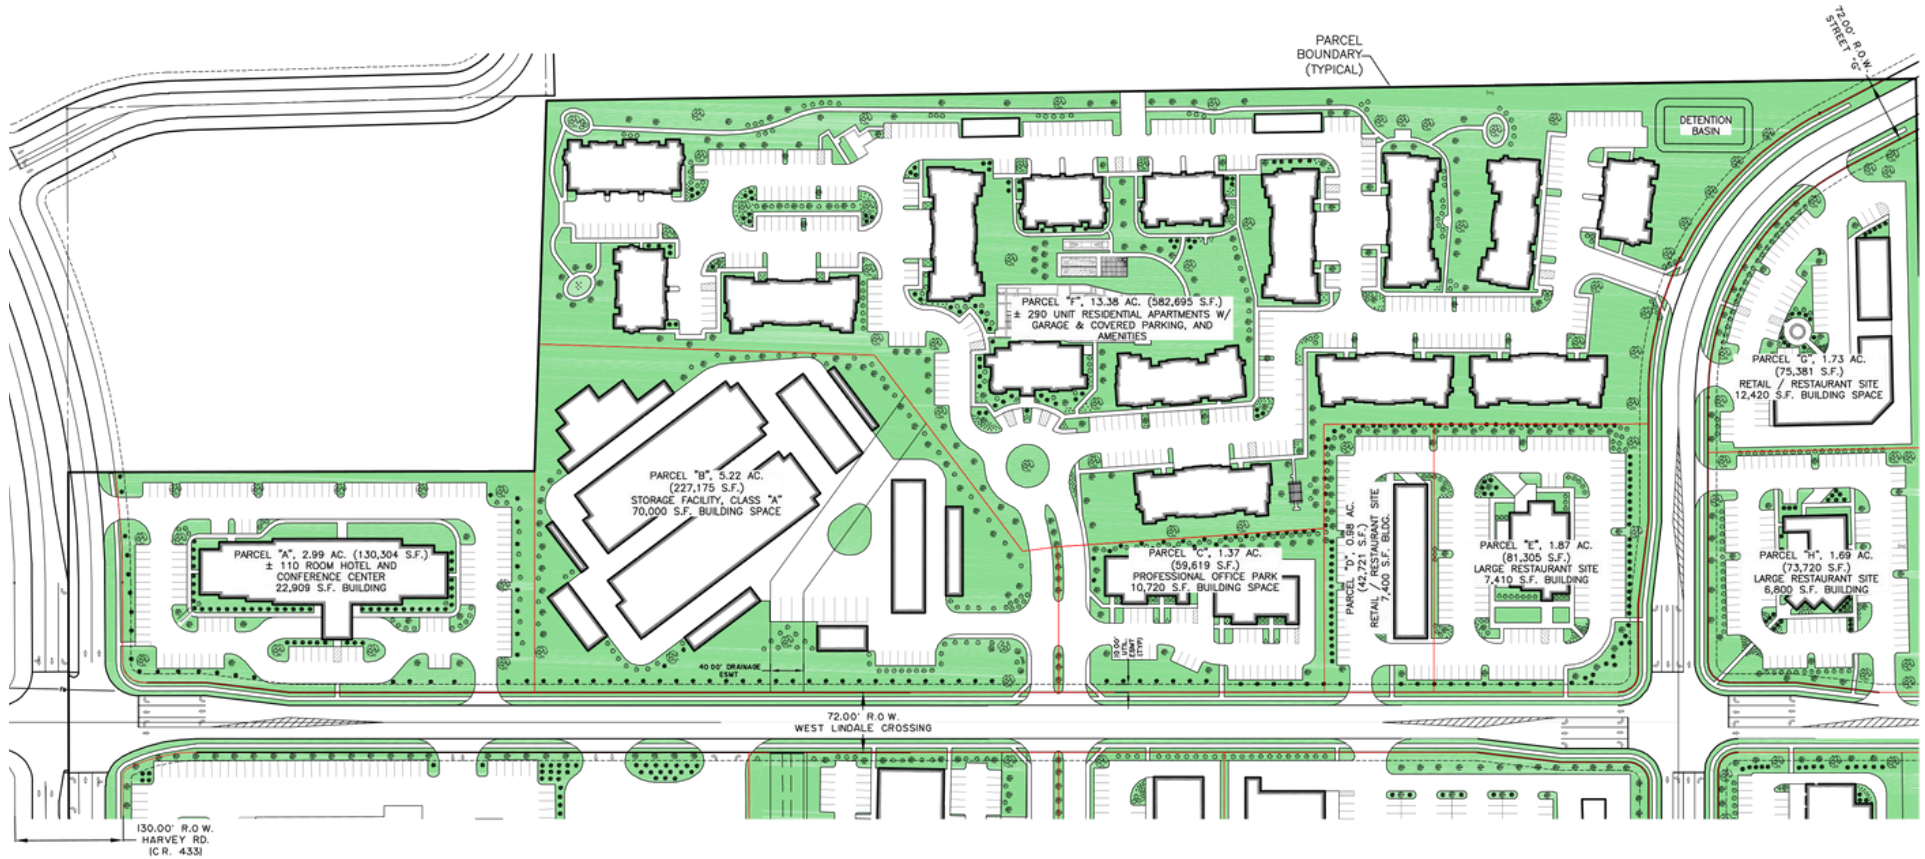 PARCEL
BOUNDARY
(TYPICAL)
72.00' R.O.W.
STREET "G"
DETENTION
BASIN
PARCEL "F", 13.38 AC. (582,695 S.F.)
± 290 UNIT RESIDENTIAL APARTMENTS W/
GARAGE & COVERED PARKING, AND
AMENITIES
PARCEL "G", 1.73 AC.
(75,381 S.F.)
RETAIL / RESTAURANT SITE
12,420 S.F. BUILDING SPACE
PARCEL "B", 5.22 AC.
(227,175 S.F.)
STORAGE FACILITY, CLASS "A"
70,000 S.F. BUILDING SPACE
PARCEL "A", 2.99 AC. (130,304 S.F.)
± 110 ROOM HOTEL AND
CONFERENCE CENTER
22,909 S.F. BUILDING
PARCEL "C", 1.37 AC.
(59,619 S.F.)
PROFESSIONAL OFFICE PARK
10,720 S.F. BUILDING SPACE
PARCEL "D", 0.98 AC.
(42,721 S.F.)
RETAIL / RESTAURANT SITE
7,400 S.F. BLDG.
PARCEL "E", 1.87 AC.
(81,305 S.F.)
LARGE RESTAURANT SITE
7,410 S.F. BUILDING
PARCEL "H", 1.69 AC.
(73,720 S.F.)
LARGE RESTAURANT SITE
6,800 S.F. BUILDING
10.00'
UTIL.
ESMT
(TYP)
40.00' DRAINAGE
ESMT
72.00' R.O.W.
WEST LINDALE CROSSING
130.00' R.O.W.
HARVEY RD.
(C.R. 433)